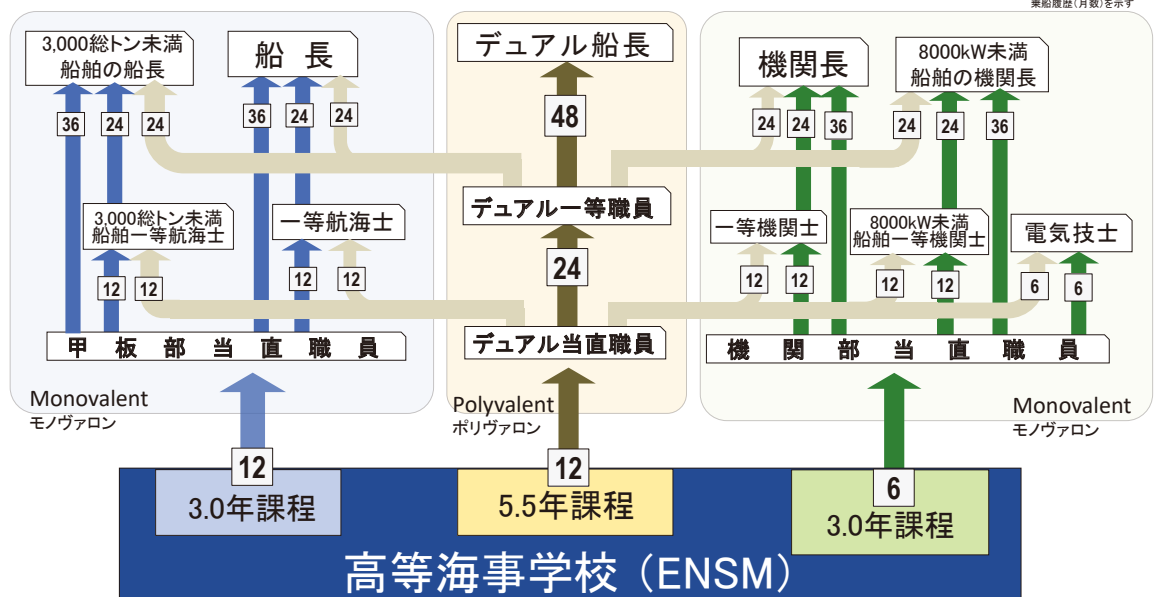 乗船履歴(月数)を示す
3,000総トン未満
船舶の船長
船 長
デュアル船長
機関長
8000kW未満
船舶の機関長
36
24
24
36
24
24
48
24
24
36
24
24
36
3,000総トン未満
船舶一等航海士
一等航海士
デュアル一等職員
一等機関士
8000kW未満
船舶一等機関士
電気技士
12
12
12
12
24
12
12
12
12
6
6
甲 板 部 当 直 職 員
デュアル当直職員
機 関 部 当 直 職 員
Monovalent
モノヴァロン
Polyvalent
ポリヴァロン
Monovalent
モノヴァロン
12
12
6
3.0年課程
5.5年課程
3.0年課程
高等海事学校（ENSM）